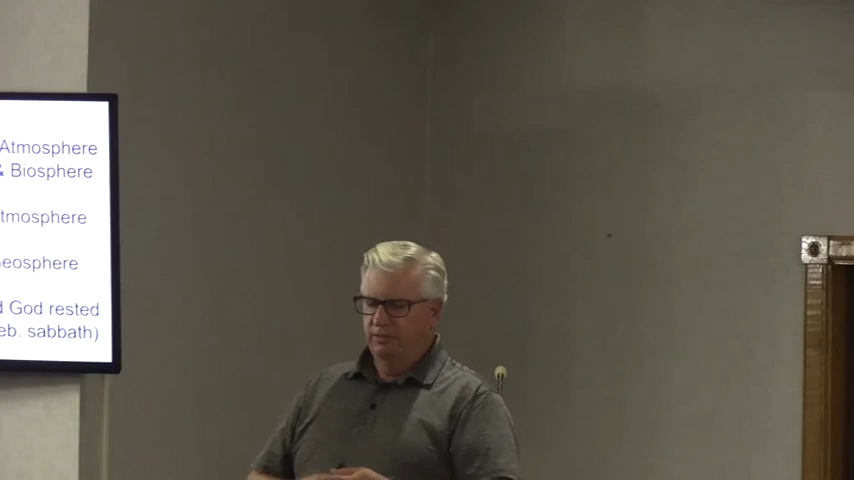 Atmosphere
& Biosphere
tmosphere
eosphere
d God rested
eb. sabbath)